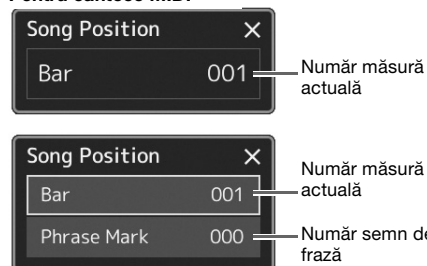 Song Position ×
Bar 001
Număr măsură
actuală
Song Position ×
Bar 001
Număr măsură
actuală
Phrase Mark 000
Număr semn de
frază